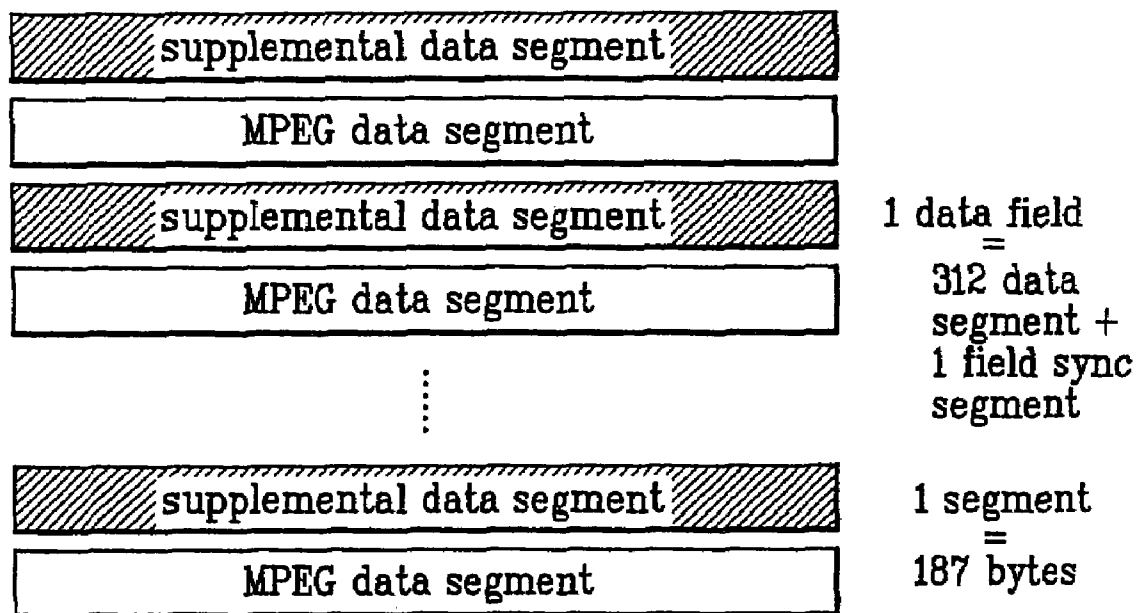 supplemental data segment
MPEG data segment
supplemental data segment
MPEG data segment
supplemental data segment
MPEG data segment
1 data field
=
312 data
segment +
1 field sync
segment
1 segment
=
187 bytes